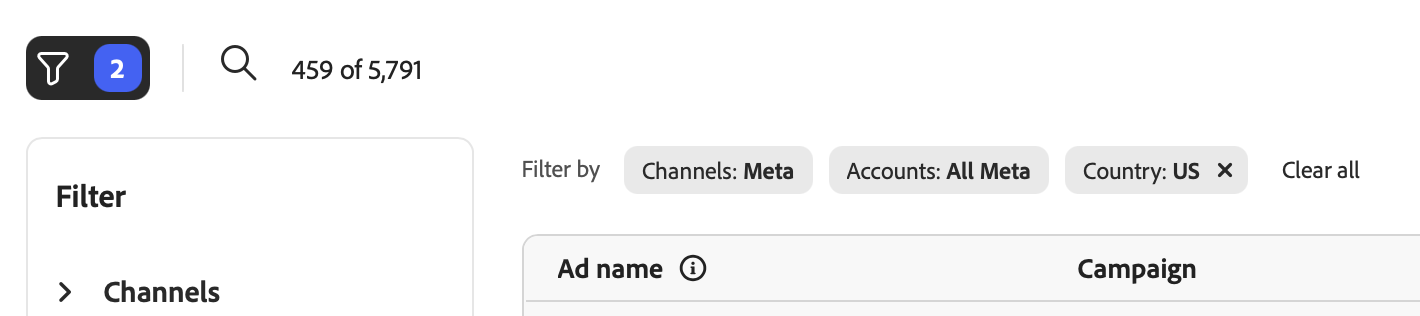 2
459 of 5,791
Filter by Channels: Meta Accounts: All Meta Country: US Clear all
Filter
Ad name Campaign
Channels